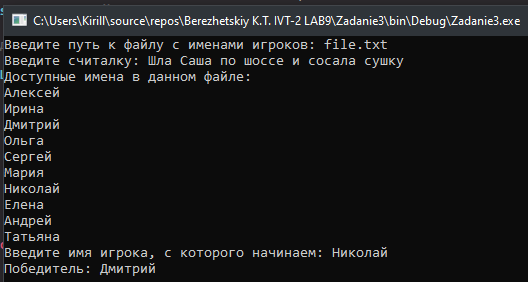 C:\Users\Kirill\source\repos\Berezhetskiy K.T. IVT-2 LAB9\Zadanie3\bin\Debug\Zadanie3.exe
Введите путь к файлу с именами игроков: file.txt
Введите считалку: Шла Саша по шоссе и сосала сушку
Доступные имена в данном файле:
Алексей
Ирина
Дмитрий
Ольга
Сергей
Мария
Николай
Елена
Андрей
Татьяна
Введите имя игрока, с которого начинаем: Николай
Победитель: Дмитрий